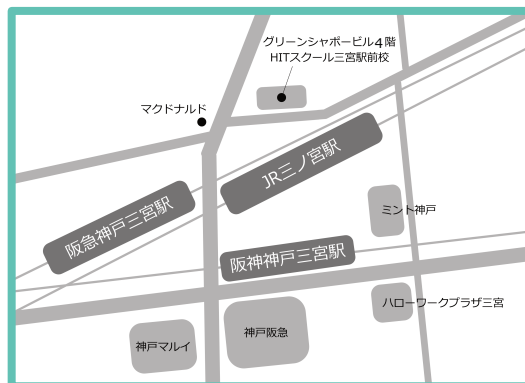 グリーンシャポービル4階
HITスクール三宮駅前校
マクドナルド
JR三ノ宮駅
阪急神戸三宮駅
ミント神戸
阪神神戸三宮駅
ハローワークプラザ三宮
神戸阪急
神戸マルイ